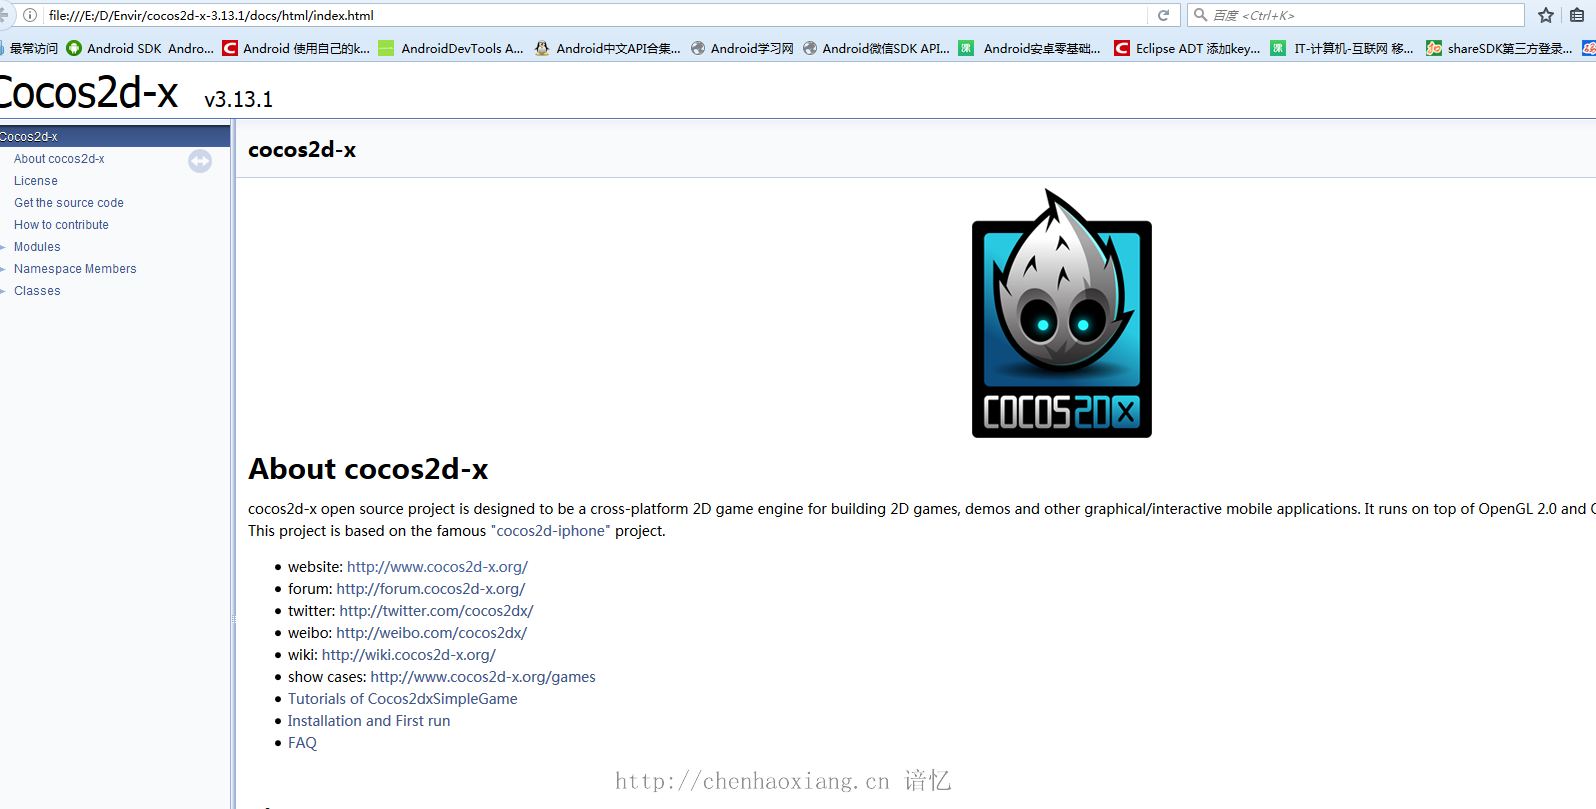 file:///E:/D/Envir/cocos2d-x-3.13.1/docs/html/index.html
百度 <Ctrl+K>
最常访问 Android SDK Andro... Android 使用自己的k... AndroidDevTools A... Android中文API合集... Android学习网 Android微信SDK API... Android安卓零基础... Eclipse ADT 添加key... IT-计算机-互联网 移... shareSDK第三方登录...
Cocos2d-x v3.13.1
Cocos2d-x
About cocos2d-x
License
Get the source code
How to contribute
Modules
Namespace Members
Classes
cocos2d-x
COCOS2DX
About cocos2d-x
cocos2d-x open source project is designed to be a cross-platform 2D game engine for building 2D games, demos and other graphical/interactive mobile applications. It runs on top of OpenGL 2.0 and
This project is based on the famous "cocos2d-iphone" project.
website: http://www.cocos2d-x.org/
forum: http://forum.cocos2d-x.org/
twitter: http://twitter.com/cocos2dx/
weibo: http://weibo.com/cocos2dx/
wiki: http://wiki.cocos2d-x.org/
show cases: http://www.cocos2d-x.org/games
Tutorials of Cocos2dxSimpleGame
Installation and First run
FAQ
http://chenhaoxiang.cn 谙忆